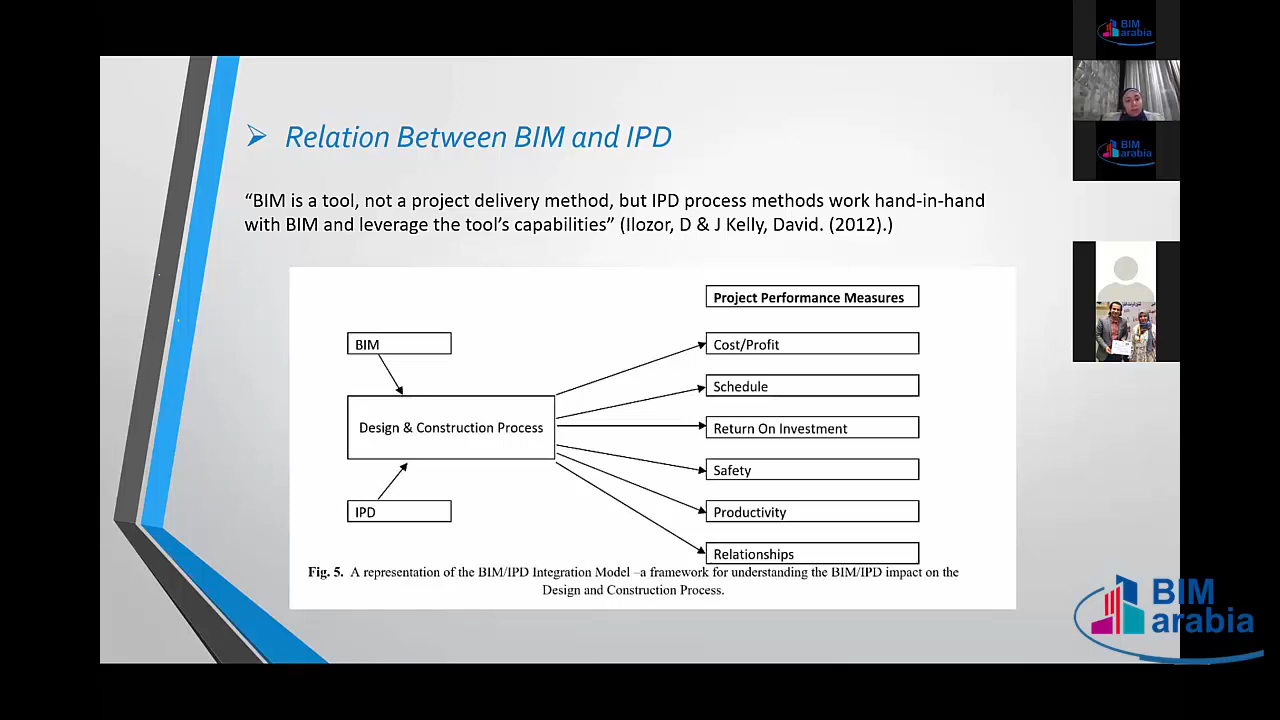 Relation Between BIM and IPD
“BIM is a tool, not a project delivery method, but IPD process methods work hand-in-hand
with BIM and leverage the tool’s capabilities” (Ilozor, D & J Kelly, David. (2012).)
Project Performance Measures
BIM
Design & Construction Process
IPD
Cost/Profit
Schedule
Return On Investment
Safety
Productivity
Relationships
Fig. 5. A representation of the BIM/IPD Integration Model –a framework for understanding the BIM/IPD impact on the
Design and Construction Process.
BIM
arabia
BIM
arabia
BIM
arabia